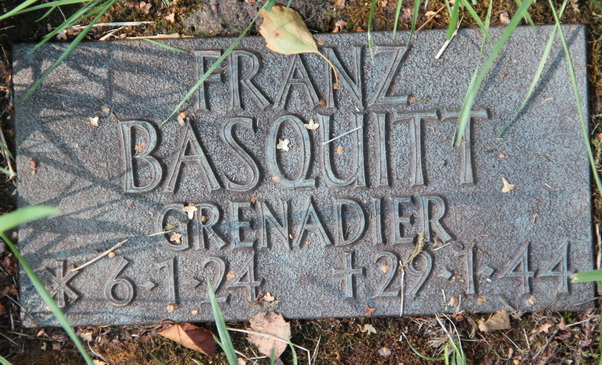 FRANZ
BASQUITT
GRENADIER
* 6·1·24 †29·1·44